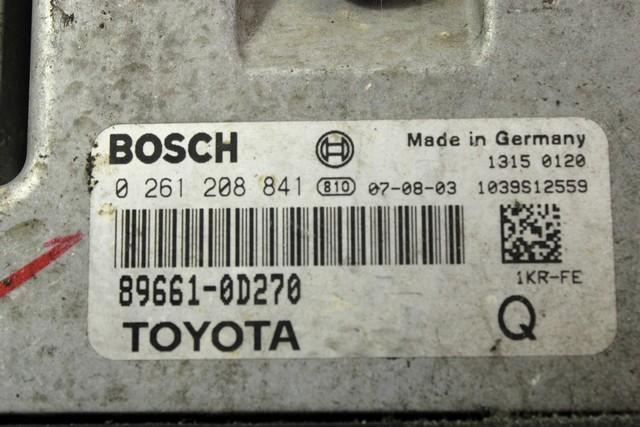 BOSCH Made in Germany
1315 0120
0 261 208 841 B10 07-08-03 1039S12559
1KR-FE
89661-0D270
TOYOTA Q